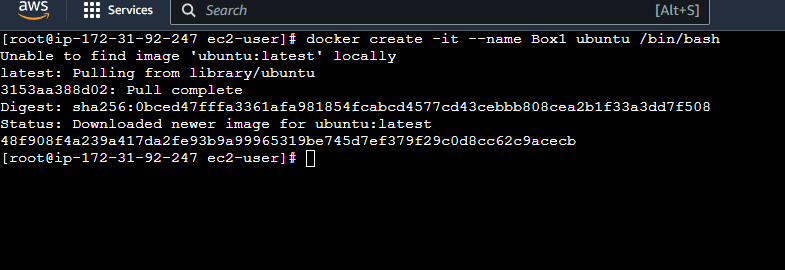 aws
Services
Search
[Alt+S]
[root@ip-172-31-92-247 ec2-user]# docker create -it --name Box1 ubuntu /bin/bash
Unable to find image 'ubuntu:latest' locally
latest: Pulling from library/ubuntu
3153aa388d02: Pull complete
Digest: sha256:0bced47fffa3361afa981854fcabcd4577cd43cebbb808cea2b1f33a3dd7f508
Status: Downloaded newer image for ubuntu:latest
48f908f4a239a417da2fe93b9a99965319be745d7ef379f29c0d8cc62c9acecb
[root@ip-172-31-92-247 ec2-user]#